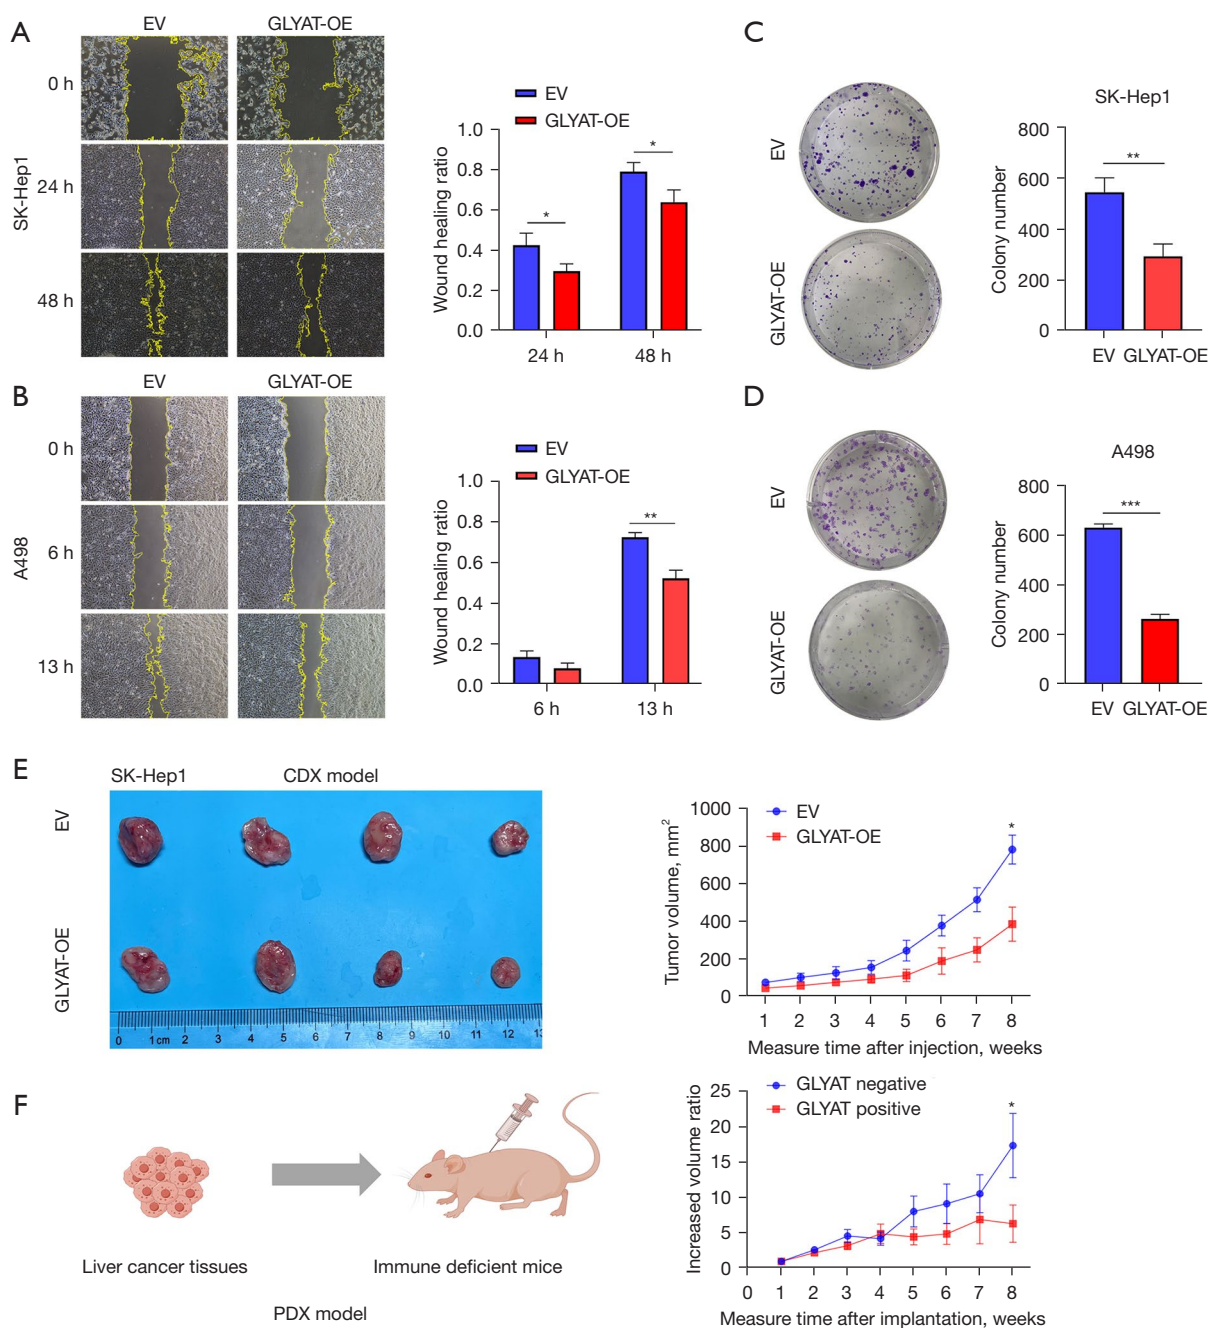 A
EV
GLYAT-OE
0 h
24 h
48 h
SK-Hep1
EV
GLYAT-OE
Wound healing ratio
1.0
0.8
0.6
0.4
0.2
0.0
*
*
24 h
48 h
B
EV
GLYAT-OE
0 h
6 h
13 h
A498
EV
GLYAT-OE
Wound healing ratio
1.0
0.8
0.6
0.4
0.2
0.0
**
6 h
13 h
C
EV
GLYAT-OE
SK-Hep1
Colony number
800
600
400
200
0
**
EV
GLYAT-OE
D
EV
GLYAT-OE
A498
Colony number
800
600
400
200
0
***
EV
GLYAT-OE
E
SK-Hep1
CDX model
EV
GLYAT-OE
0 1cm 2 3 4 5 6 7 8 9 10 11 12 13
EV
GLYAT-OE
Tumor volume, mm²
1000
800
600
400
200
0
*
1 2 3 4 5 6 7 8
Measure time after injection, weeks
F
Liver cancer tissues
Immune deficient mice
PDX model
GLYAT negative
GLYAT positive
Increased volume ratio
25
20
15
10
5
0
*
0 1 2 3 4 5 6 7 8
Measure time after implantation, weeks